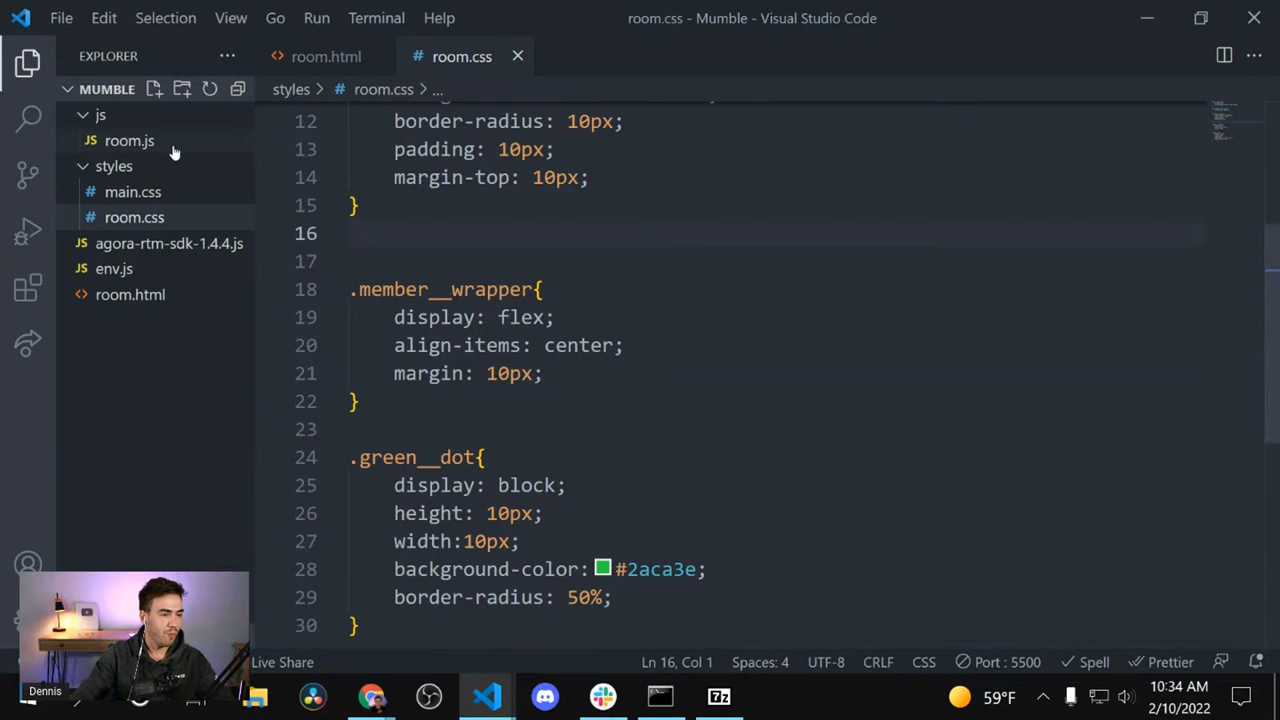 File Edit Selection View Go Run Terminal Help room.css - Mumble - Visual Studio Code
EXPLORER
room.html
room.css
MUMBLE
styles > room.css > ...
js
JS room.js
styles
# main.css
# room.css
JS agora-rtm-sdk-1.4.4.js
JS env.js
room.html
12 border-radius: 10px;
13 padding: 10px;
14 margin-top: 10px;
15 }
16
17
18 .member__wrapper{
19 display: flex;
20 align-items: center;
21 margin: 10px;
22 }
23
24 .green__dot{
25 display: block;
26 height: 10px;
27 width:10px;
28 background-color: #2aca3e;
29 border-radius: 50%;
30 }
Live Share Ln 16, Col 1 Spaces: 4 UTF-8 CRLF CSS Port : 5500 Spell Prettier
Dennis
7z
59°F
10:34 AM
2/10/2022